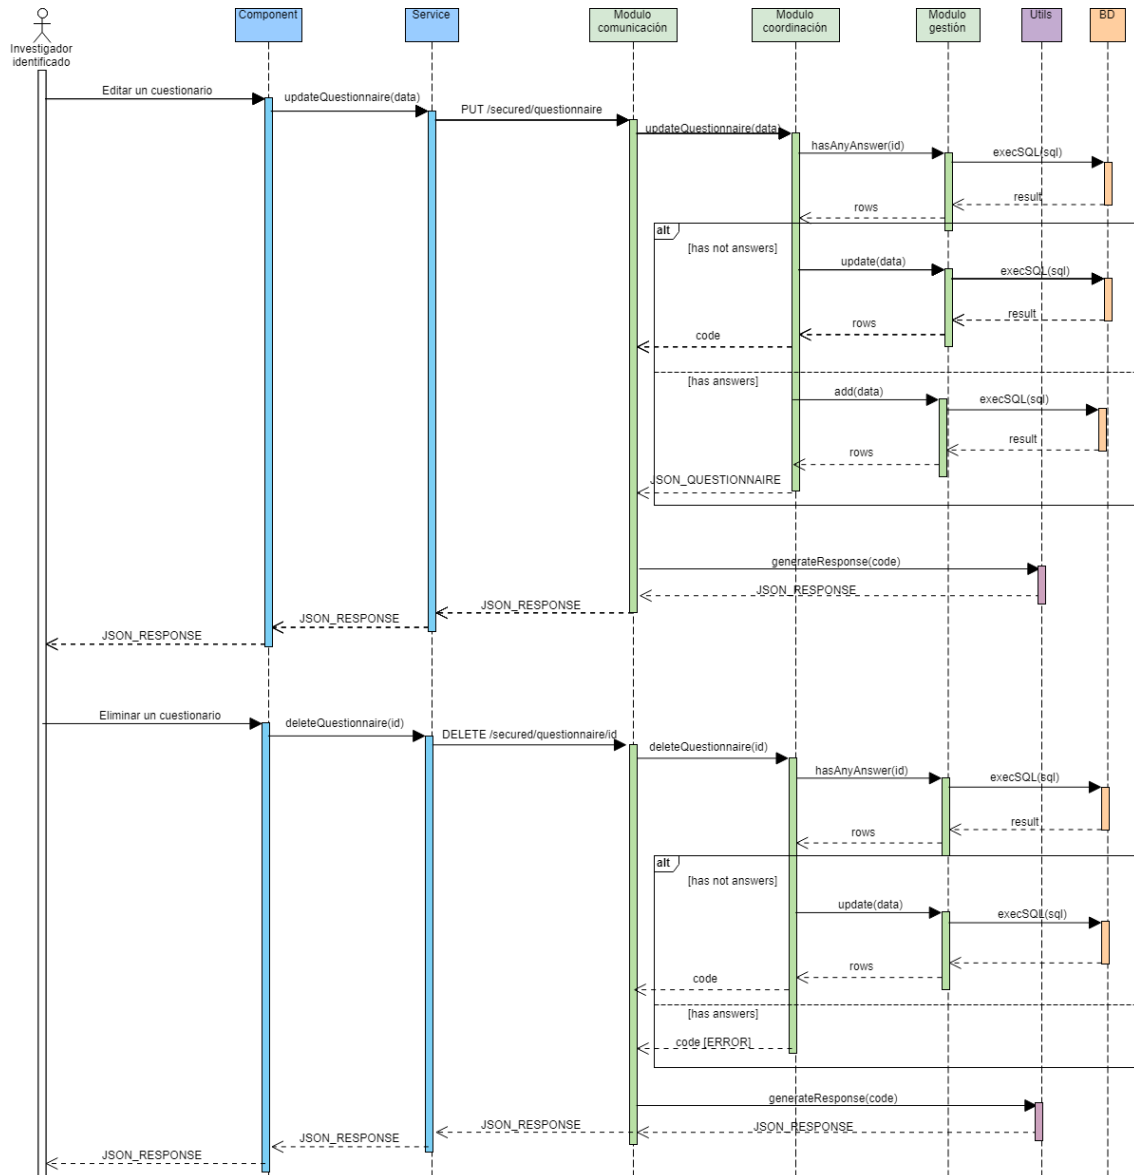 Component
Service
Modulo
comunicación
Modulo
coordinación
Modulo
gestión
Utils
BD
Investigador
identificado
Editar un cuestionario
updateQuestionnaire(data)
PUT /secured/questionnaire
updateQuestionnaire(data)
hasAnyAnswer(id)
execSQL(sql)
result
rows
alt
[has not answers]
update(data)
execSQL(sql)
result
rows
code
[has answers]
add(data)
execSQL(sql)
result
rows
JSON_QUESTIONNAIRE
generateResponse(code)
JSON_RESPONSE
JSON_RESPONSE
JSON_RESPONSE
JSON_RESPONSE
Eliminar un cuestionario
deleteQuestionnaire(id)
DELETE /secured/questionnaire/id
deleteQuestionnaire(id)
hasAnyAnswer(id)
execSQL(sql)
result
rows
alt
[has not answers]
update(data)
execSQL(sql)
rows
code
[has answers]
code [ERROR]
generateResponse(code)
JSON_RESPONSE
JSON_RESPONSE
JSON_RESPONSE
JSON_RESPONSE